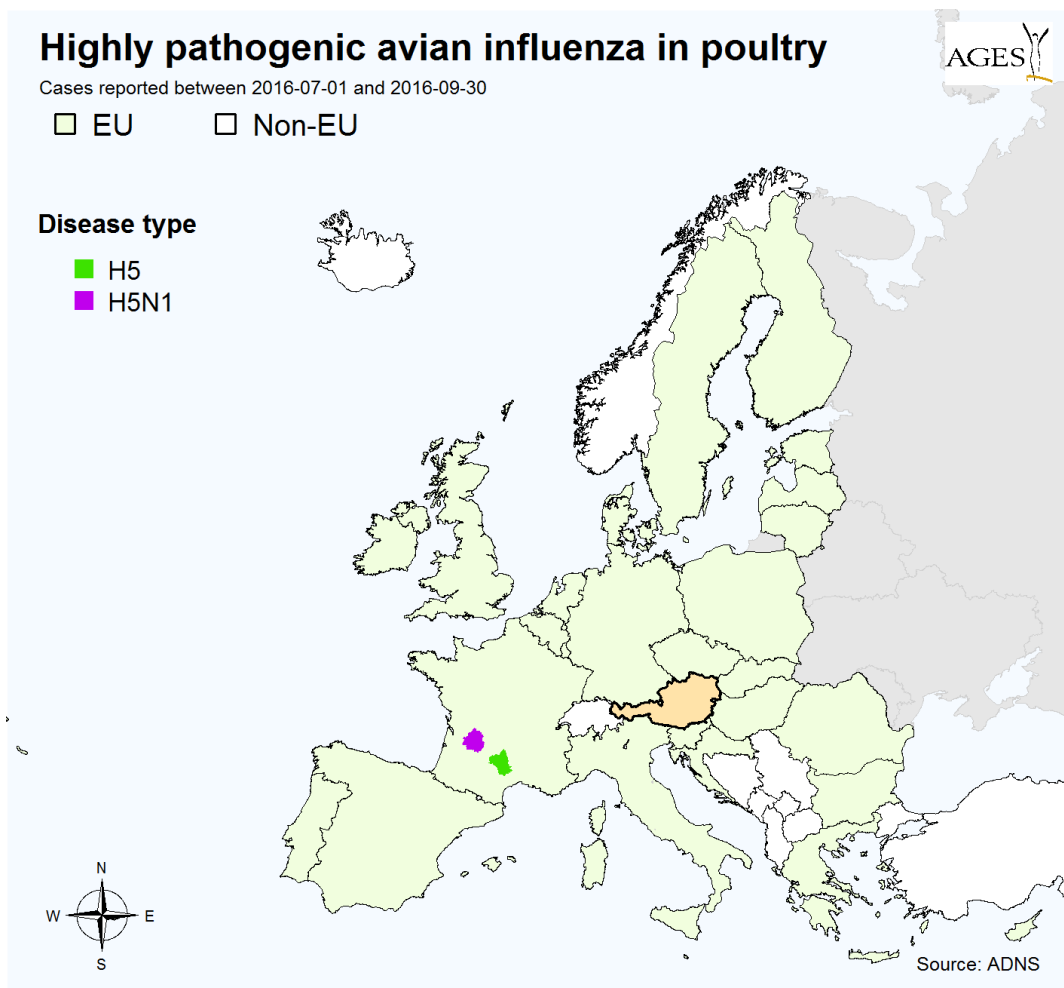 Highly pathogenic avian influenza in poultry
AGES
Cases reported between 2016-07-01 and 2016-09-30
EU
Non-EU
Disease type
H5
H5N1
N
W
E
S
Source: ADNS